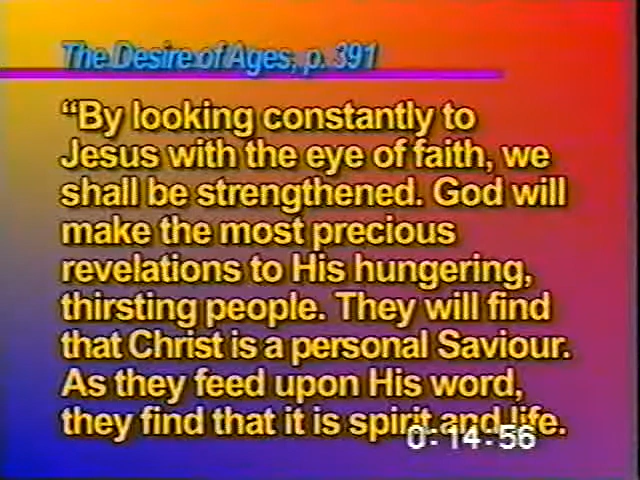 The Desire of Ages, p. 391
“By looking constantly to
Jesus with the eye of faith, we
shall be strengthened. God will
make the most precious
revelations to His hungering,
thirsting people. They will find
that Christ is a personal Saviour.
As they feed upon His word,
they find that it is spirit and life.
0:14:56